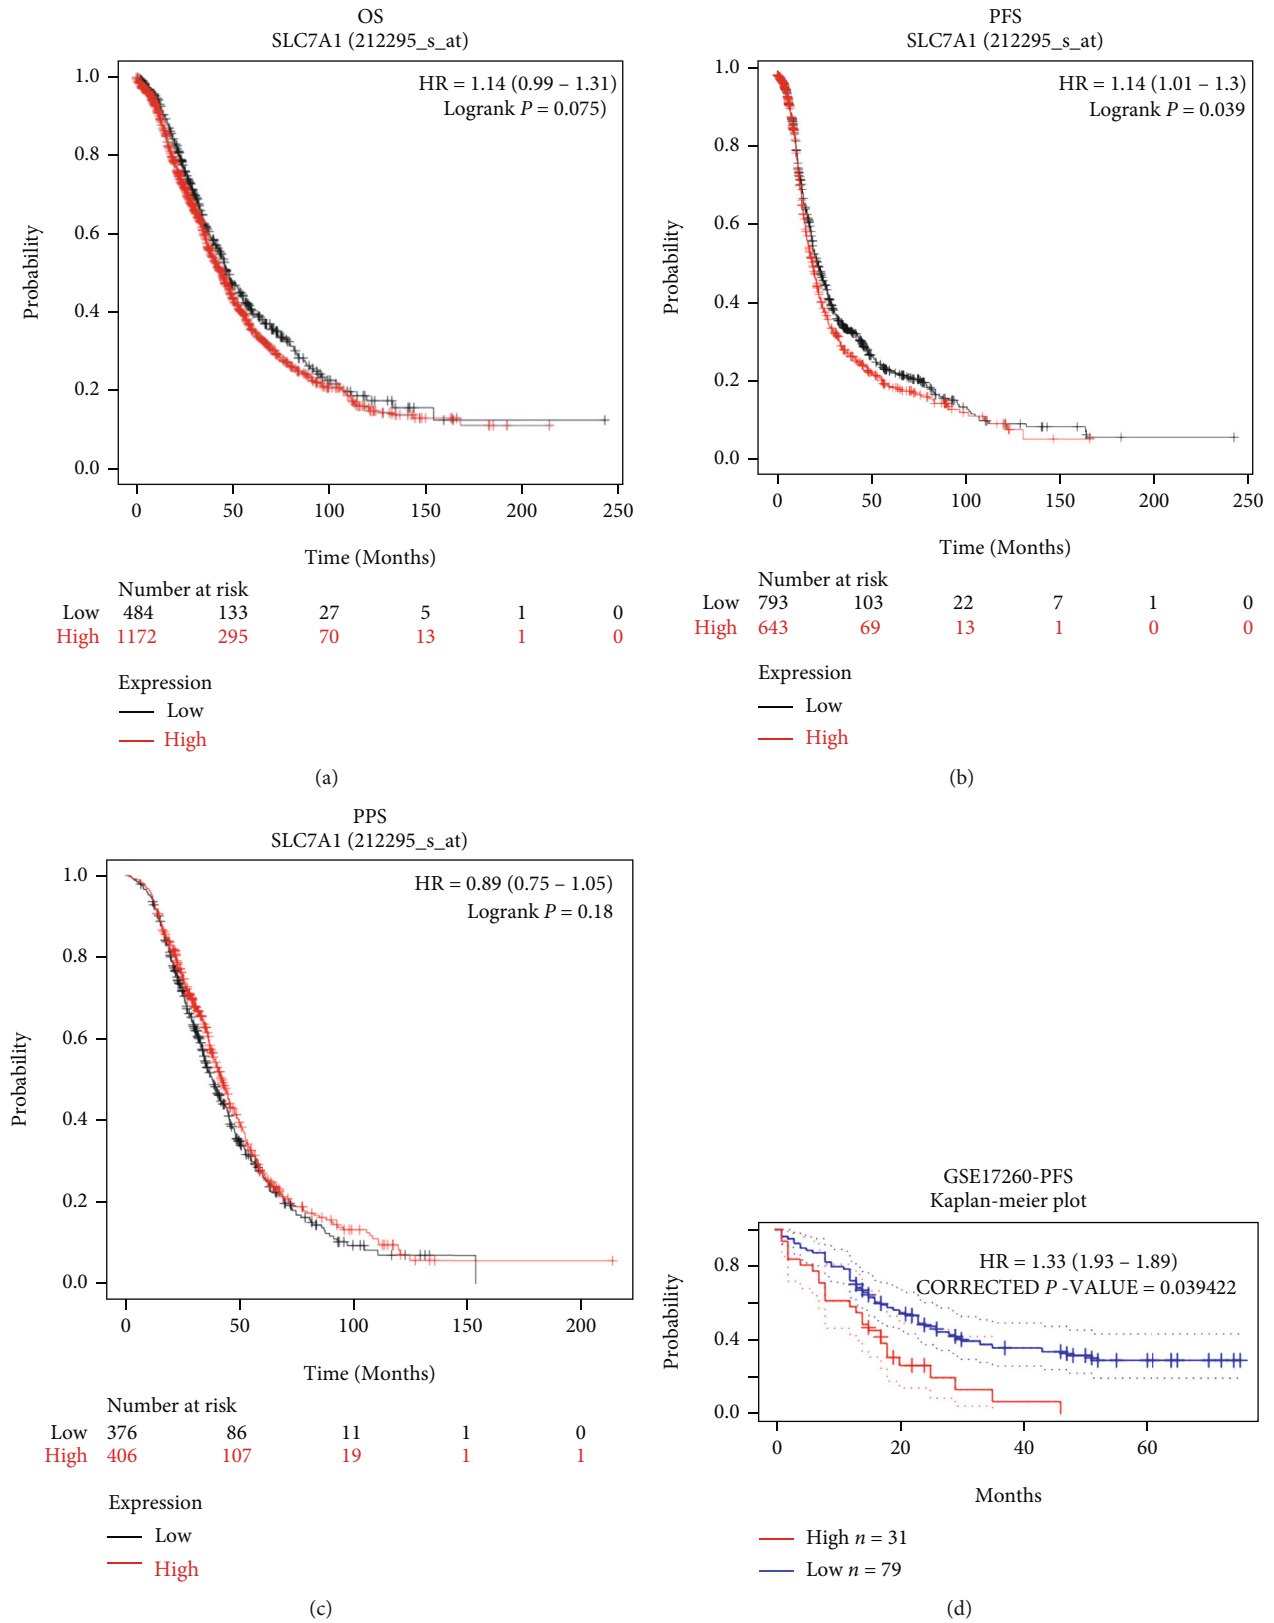 OS
SLC7A1 (212295_s_at)
HR = 1.14 (0.99 – 1.31)
Logrank P = 0.075)
1.0
0.8
0.6
0.4
0.2
0.0
Probability
0 50 100 150 200 250
Time (Months)
Number at risk
Low 484 133 27 5 1 0
High 1172 295 70 13 1 0
Expression
Low
High
(a)
PFS
SLC7A1 (212295_s_at)
HR = 1.14 (1.01 – 1.3)
Logrank P = 0.039
1.0
0.8
0.6
0.4
0.2
0.0
Probability
0 50 100 150 200 250
Time (Months)
Number at risk
Low 793 103 22 7 1 0
High 643 69 13 1 0 0
Expression
Low
High
(b)
PPS
SLC7A1 (212295_s_at)
HR = 0.89 (0.75 – 1.05)
Logrank P = 0.18
1.0
0.8
0.6
0.4
0.2
0.0
Probability
0 50 100 150 200
Time (Months)
Number at risk
Low 376 86 11 1 0
High 406 107 19 1 1
Expression
Low
High
(c)
GSE17260-PFS
Kaplan-meier plot
HR = 1.33 (1.93 – 1.89)
CORRECTED P -VALUE = 0.039422
0.8
0.4
0.0
Probability
0 20 40 60
Months
High n = 31
Low n = 79
(d)